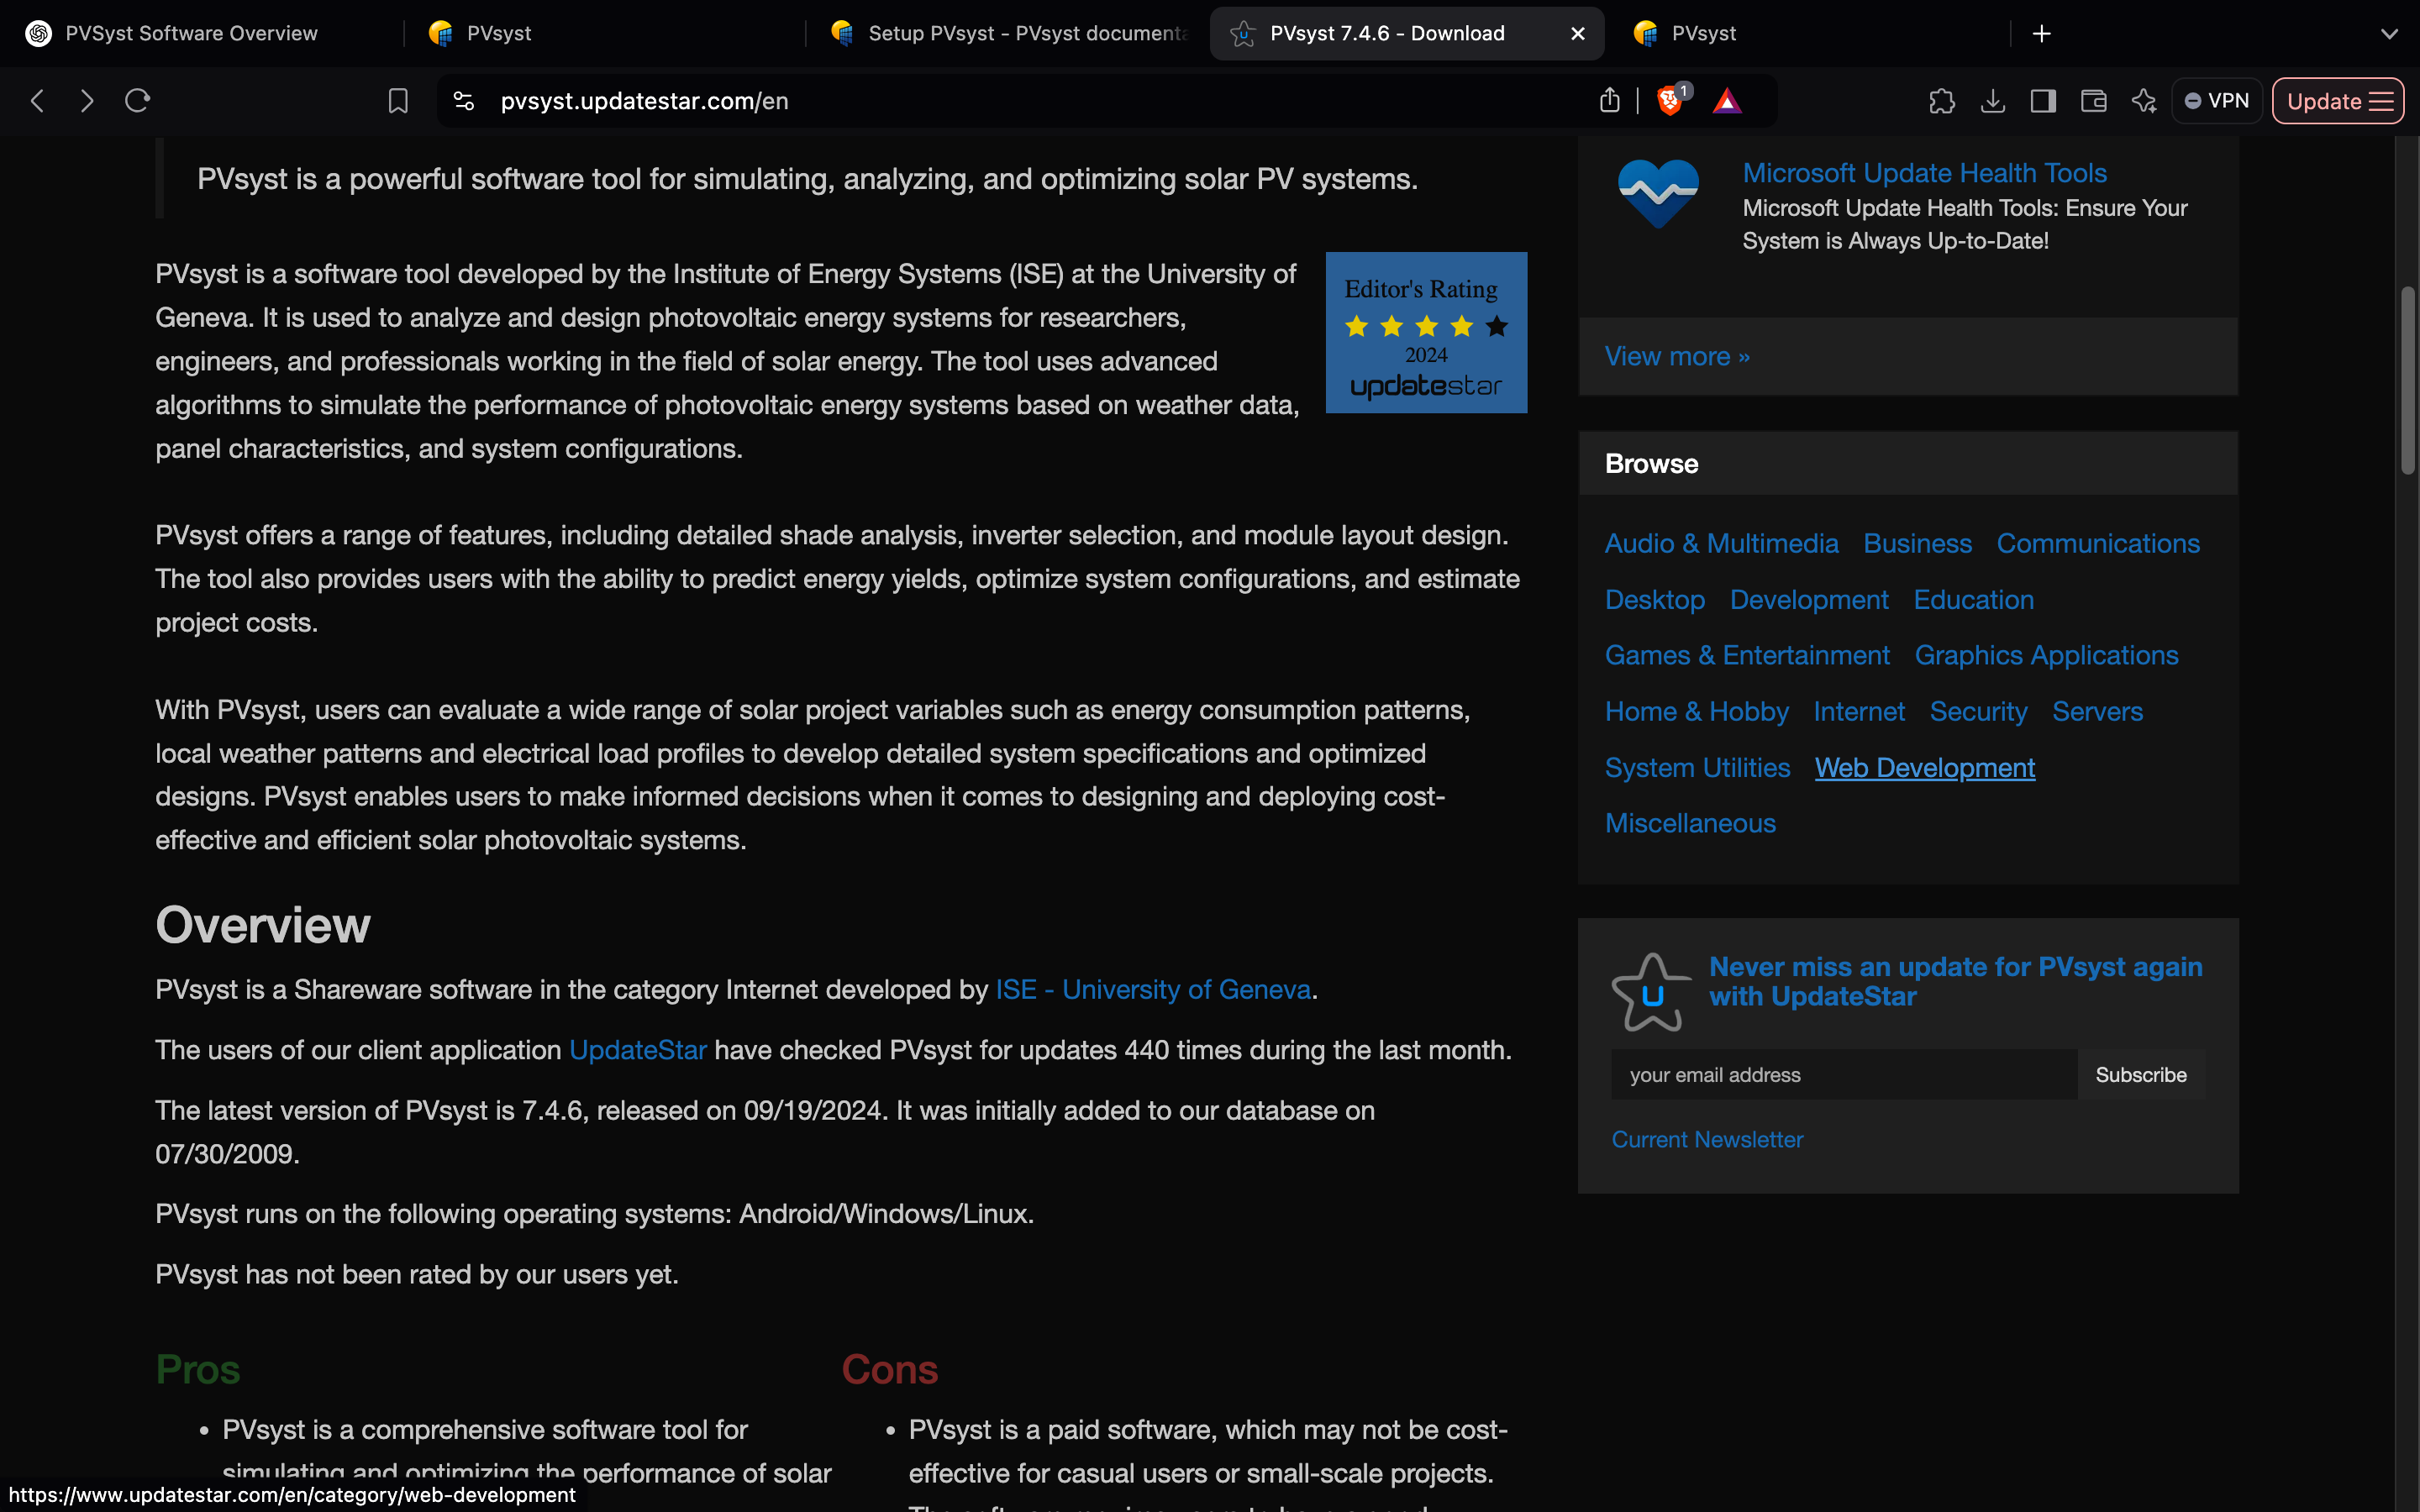 PVSyst Software Overview
PVsyst
Setup PVsyst - PVsyst documenta
PVsyst 7.4.6 - Download
PVsyst
pvsyst.updatestar.com/en
1
VPN
Update
PVsyst is a powerful software tool for simulating, analyzing, and optimizing solar PV systems.
PVsyst is a software tool developed by the Institute of Energy Systems (ISE) at the University of
Geneva. It is used to analyze and design photovoltaic energy systems for researchers,
engineers, and professionals working in the field of solar energy. The tool uses advanced
algorithms to simulate the performance of photovoltaic energy systems based on weather data,
panel characteristics, and system configurations.
Editor's Rating
2024
updatestar
PVsyst offers a range of features, including detailed shade analysis, inverter selection, and module layout design.
The tool also provides users with the ability to predict energy yields, optimize system configurations, and estimate
project costs.
With PVsyst, users can evaluate a wide range of solar project variables such as energy consumption patterns,
local weather patterns and electrical load profiles to develop detailed system specifications and optimized
designs. PVsyst enables users to make informed decisions when it comes to designing and deploying cost-
effective and efficient solar photovoltaic systems.
Overview
PVsyst is a Shareware software in the category Internet developed by ISE - University of Geneva.
The users of our client application UpdateStar have checked PVsyst for updates 440 times during the last month.
The latest version of PVsyst is 7.4.6, released on 09/19/2024. It was initially added to our database on
07/30/2009.
PVsyst runs on the following operating systems: Android/Windows/Linux.
PVsyst has not been rated by our users yet.
Pros
PVsyst is a comprehensive software tool for
simulating and optimizing the performance of solar
Cons
PVsyst is a paid software, which may not be cost-
effective for casual users or small-scale projects.
Microsoft Update Health Tools
Microsoft Update Health Tools: Ensure Your
System is Always Up-to-Date!
View more »
Browse
Audio & Multimedia Business Communications
Desktop Development Education
Games & Entertainment Graphics Applications
Home & Hobby Internet Security Servers
System Utilities Web Development
Miscellaneous
U
Never miss an update for PVsyst again
with UpdateStar
your email address
Subscribe
Current Newsletter
https://www.updatestar.com/en/category/web-development